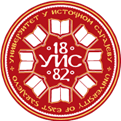 УНИВЕРЗИТЕТ У ИСТОЧНОМ САРАЈЕВУ
UNIVERSITY OF EAST SARAJEVO
18
УИС
82